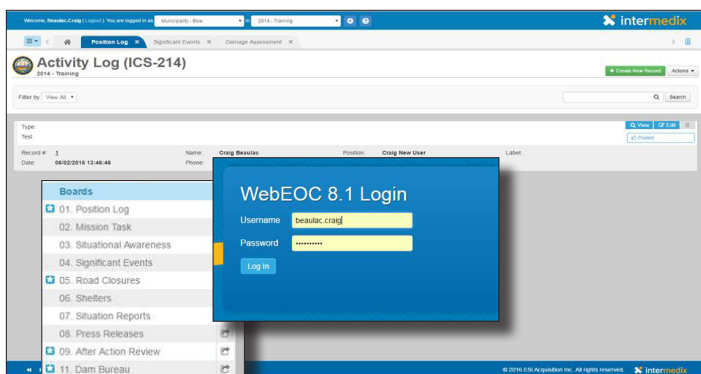 Welcome, Beaulac.Craig ( Logout ). You are logged in as Municipality - Bow in 2014 - Training
intermedix
Position Log × Significant Events × Damage Assessment ×
Activity Log (ICS-214)
2014 - Training
+ Create New Record Actions
Filter by View All Search
Type:
Test
View Edit
Posted
Record #: 1 Name: Craig Beaulac Position: Craig New User Label:
Date: 06/02/2016 13:46:46 Phone:
Boards
01. Position Log
02. Mission Task
03. Situational Awareness
04. Significant Events
05. Road Closures
06. Shelters
07. Situation Reports
08. Press Releases
09. After Action Review
11. Dam Bureau
WebEOC 8.1 Login
Username beaulac.craig
Password ••••••••••
Log In
© 2016 ESi Acquisition Inc. All rights reserved. intermedix